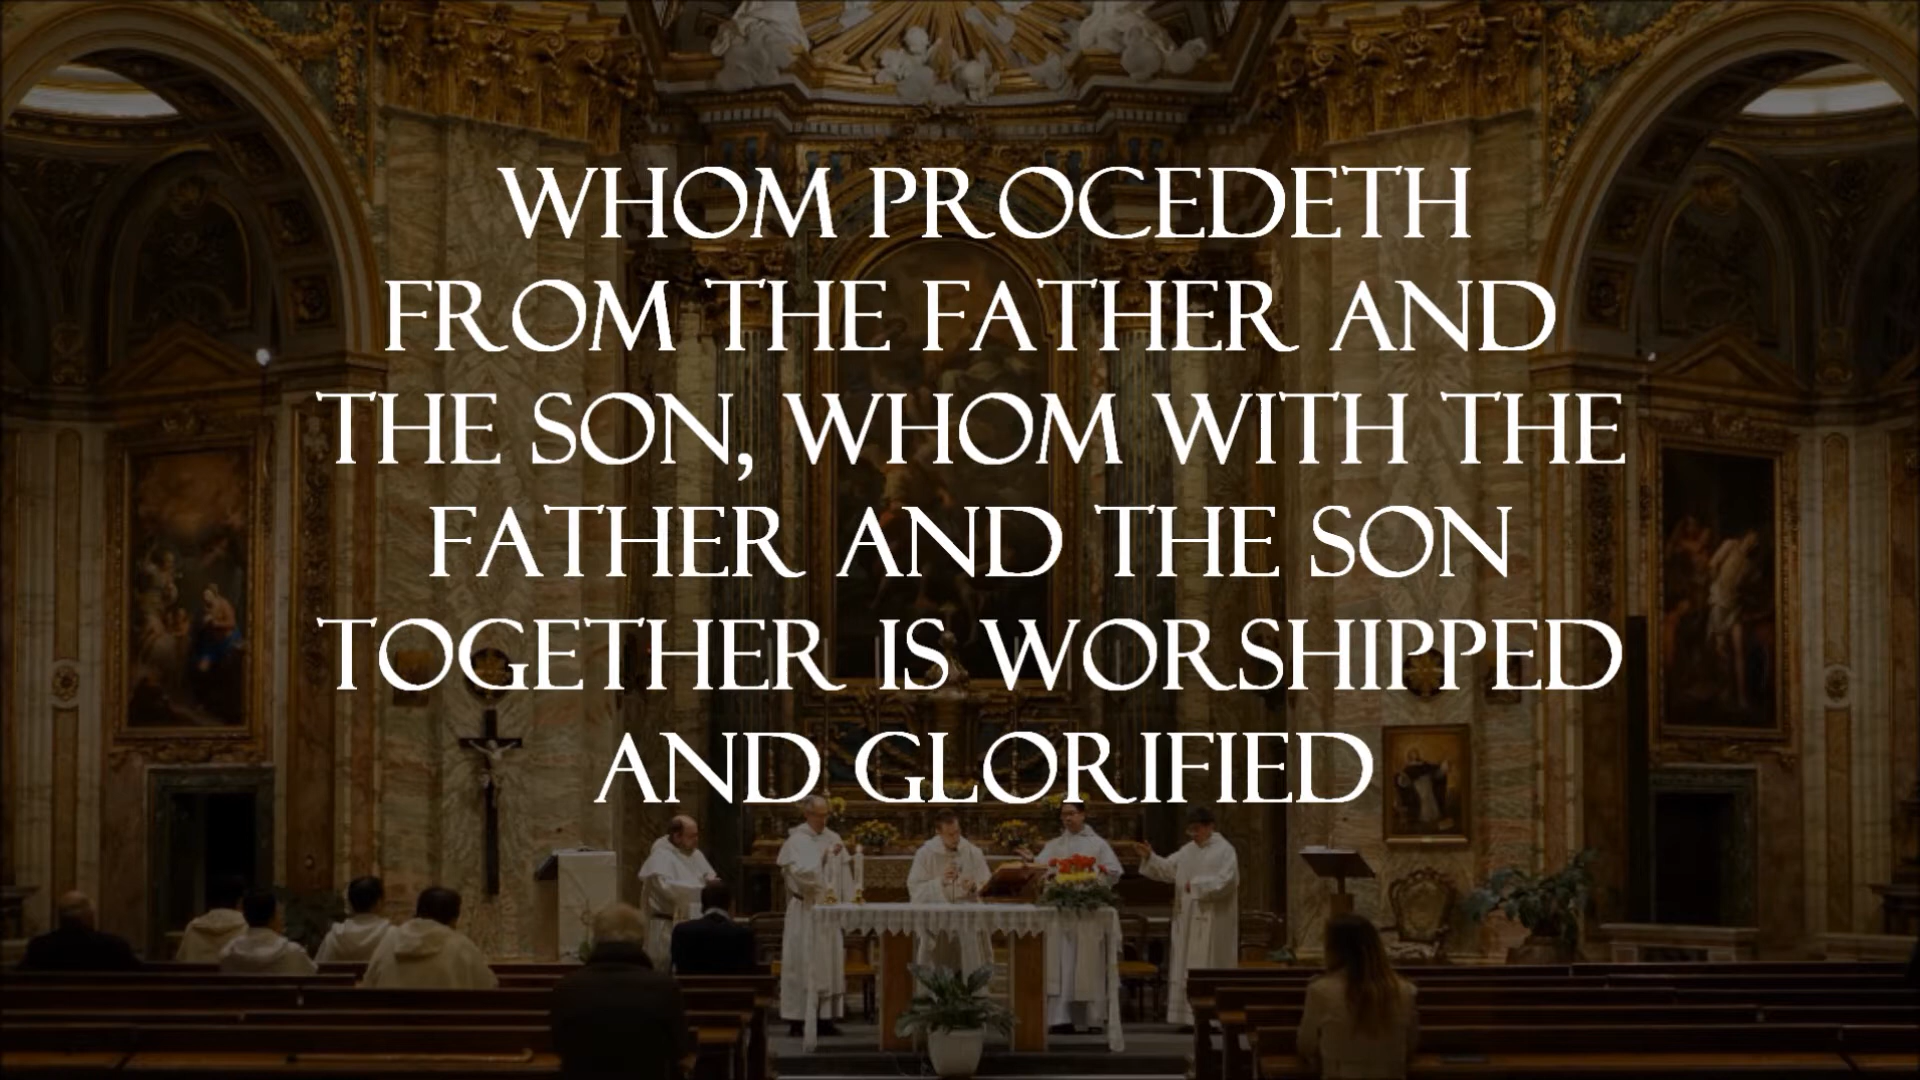 WHOM PROCEDETH
FROM THE FATHER AND
THE SON, WHOM WITH THE
FATHER AND THE SON
TOGETHER IS WORSHIPPED
AND GLORIFIED